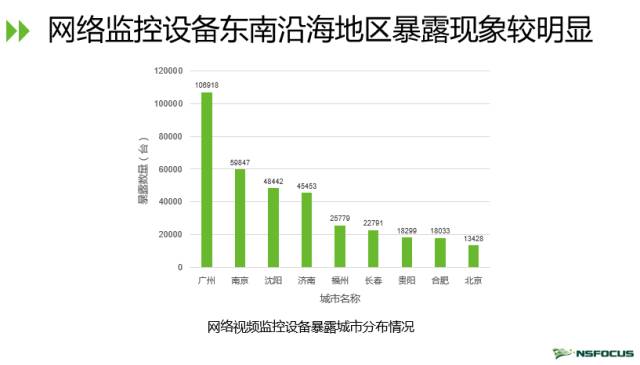 网络监控设备东南沿海地区暴露现象较明显
暴露数量（台）
120000
100000
80000
60000
40000
20000
0
106918
59847
48442
45453
25779
22791
18299
18033
13428
广州 南京 沈阳 济南 福州 长春 贵阳 合肥 北京
城市名称
网络视频监控设备暴露城市分布情况
NSFOCUS